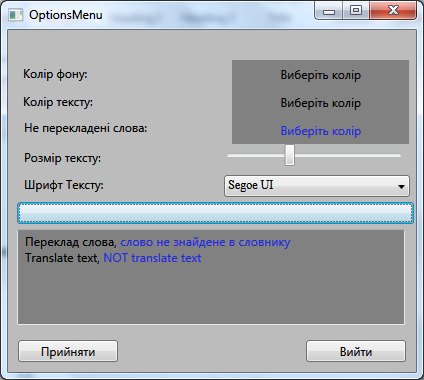 OptionsMenu
Колір фону: Виберіть колір
Колір тексту: Виберіть колір
Не перекладені слова: Виберіть колір
Розмір тексту:
Шрифт Тексту: Segoe UI
Переклад слова, слово не знайдене в словнику
Translate text, NOT translate text
Прийняти Вийти